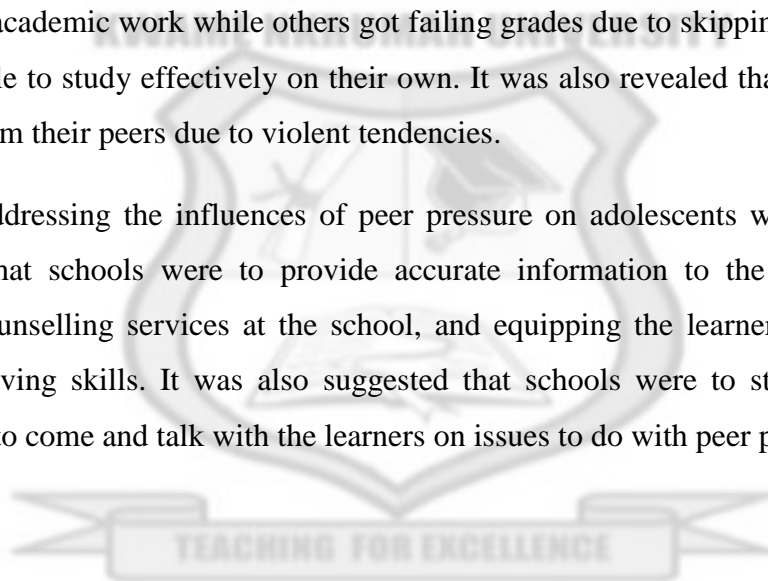 KWAME NKRUMAH UNIVERSITY
academic work while others got failing grades due to skippin
le to study effectively on their own. It was also revealed tha
m their peers due to violent tendencies.
ddressing the influences of peer pressure on adolescents w
hat schools were to provide accurate information to the
unselling services at the school, and equipping the learner
ving skills. It was also suggested that schools were to st
to come and talk with the learners on issues to do with peer p
TEACHING FOR EXCELLENCE